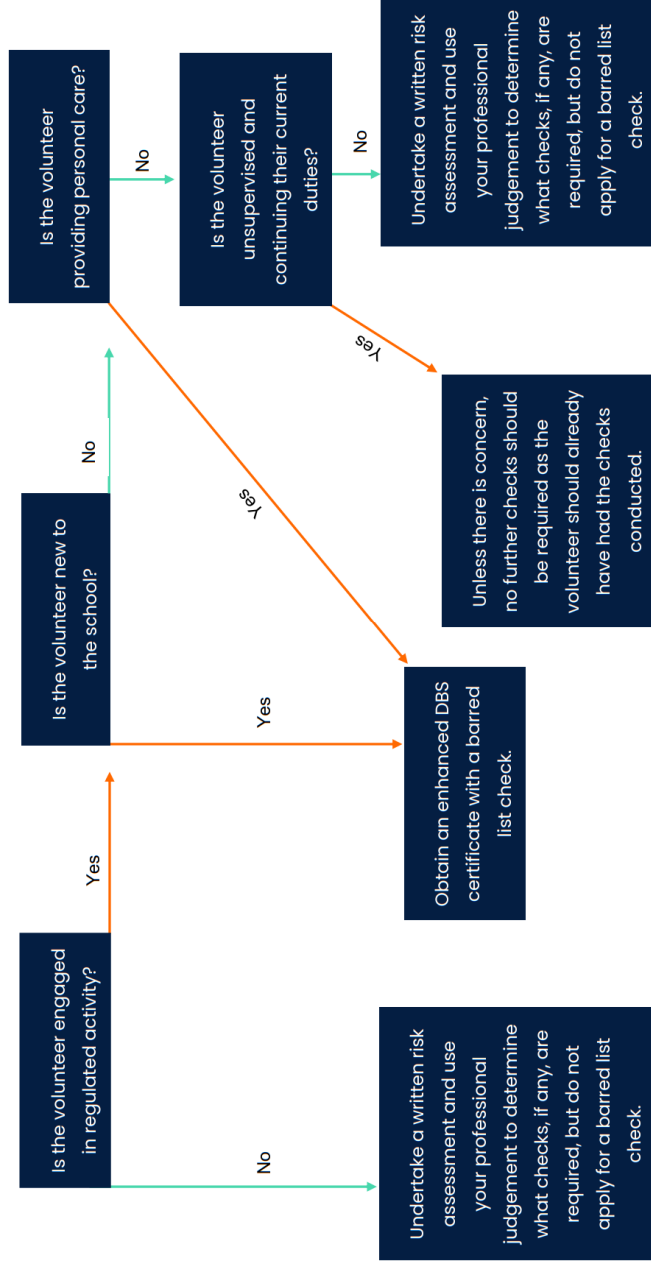 Is the volunteer engaged
in regulated activity?
Yes
No
Is the volunteer new to
the school?
No
Yes
Is the volunteer
providing personal care?
No
Yes
Is the volunteer
unsupervised and
continuing their current
duties?
No
Yes
Undertake a written risk
assessment and use
your professional
judgement to determine
what checks, if any, are
required, but do not
apply for a barred list
check.
Obtain an enhanced DBS
certificate with a barred
list check.
Unless there is concern,
no further checks should
be required as the
volunteer should already
have had the checks
conducted.
Undertake a written risk
assessment and use
your professional
judgement to determine
what checks, if any, are
required, but do not
apply for a barred list
check.